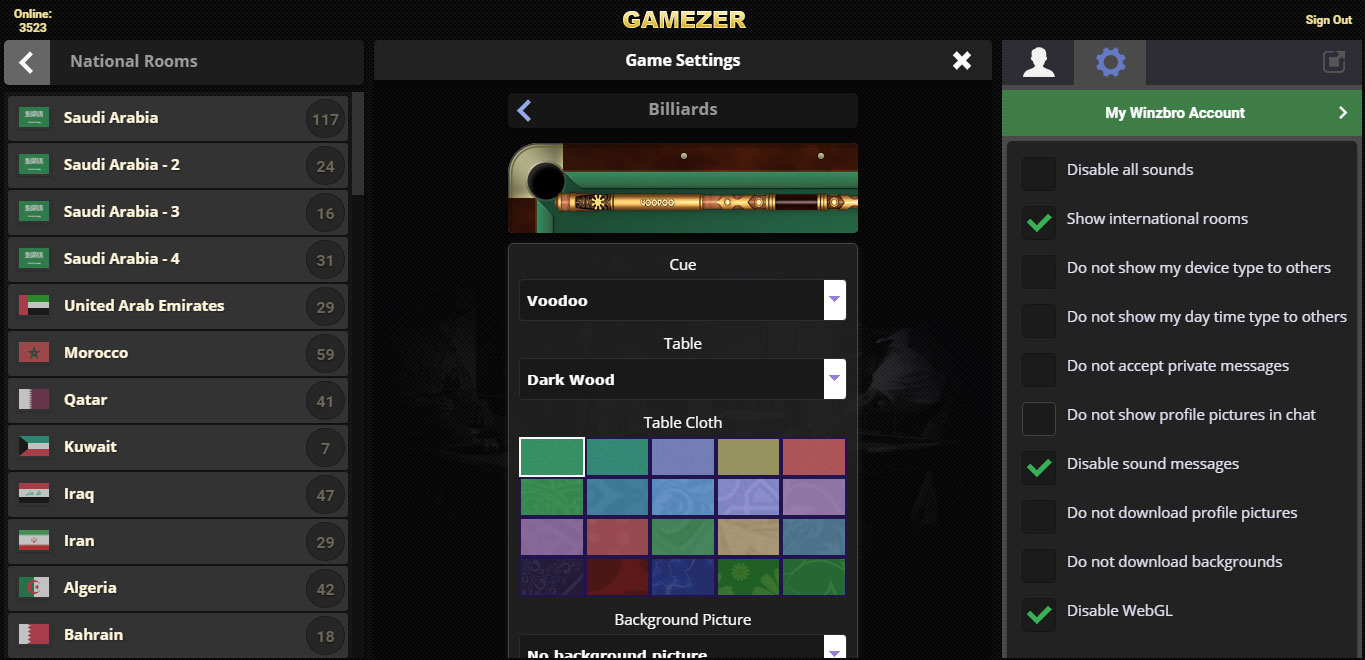 Online:
3523
GAMEZER
Sign Out
National Rooms
Saudi Arabia
117
Saudi Arabia - 2
24
Saudi Arabia - 3
16
Saudi Arabia - 4
31
United Arab Emirates
29
Morocco
59
Qatar
41
Kuwait
7
Iraq
47
Iran
29
Algeria
42
Bahrain
18
Game Settings
Billiards
VOODOO
Cue
Voodoo
Table
Dark Wood
Table Cloth
Background Picture
No background picture
My Winzbro Account
Disable all sounds
Show international rooms
Do not show my device type to others
Do not show my day time type to others
Do not accept private messages
Do not show profile pictures in chat
Disable sound messages
Do not download profile pictures
Do not download backgrounds
Disable WebGL